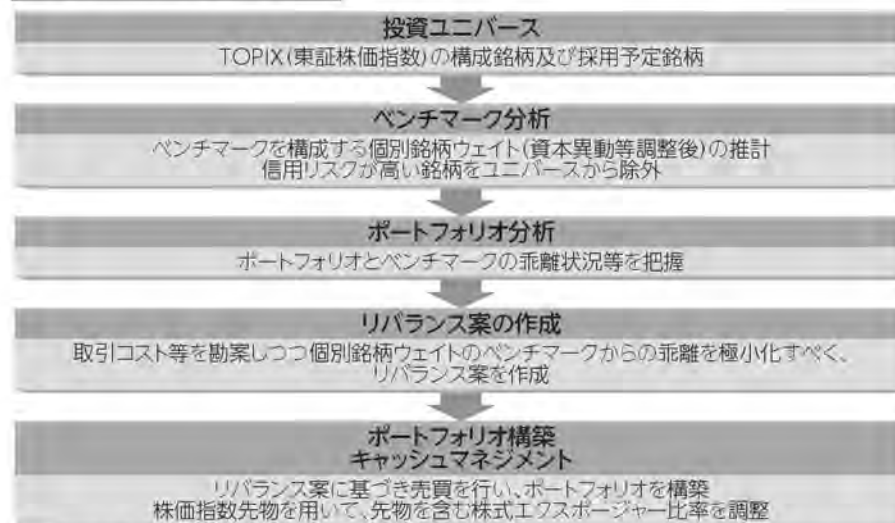 投資ユニバース
TOPIX(東証株価指数)の構成銘柄及び採用予定銘柄
ベンチマーク分析
ベンチマークを構成する個別銘柄ウェイト(資本異動等調整後)の推計
信用リスクが高い銘柄をユニバースから除外
ポートフォリオ分析
ポートフォリオとベンチマークの乖離状況等を把握
リバランス案の作成
取引コスト等を勘案しつつ個別銘柄ウェイトのベンチマークからの乖離を極小化すべく、
リバランス案を作成
ポートフォリオ構築
キャッシュマネジメント
リバランス案に基づき売買を行い、ポートフォリオを構築
株価指数先物を用いて、先物を含む株式エクスポージャー比率を調整